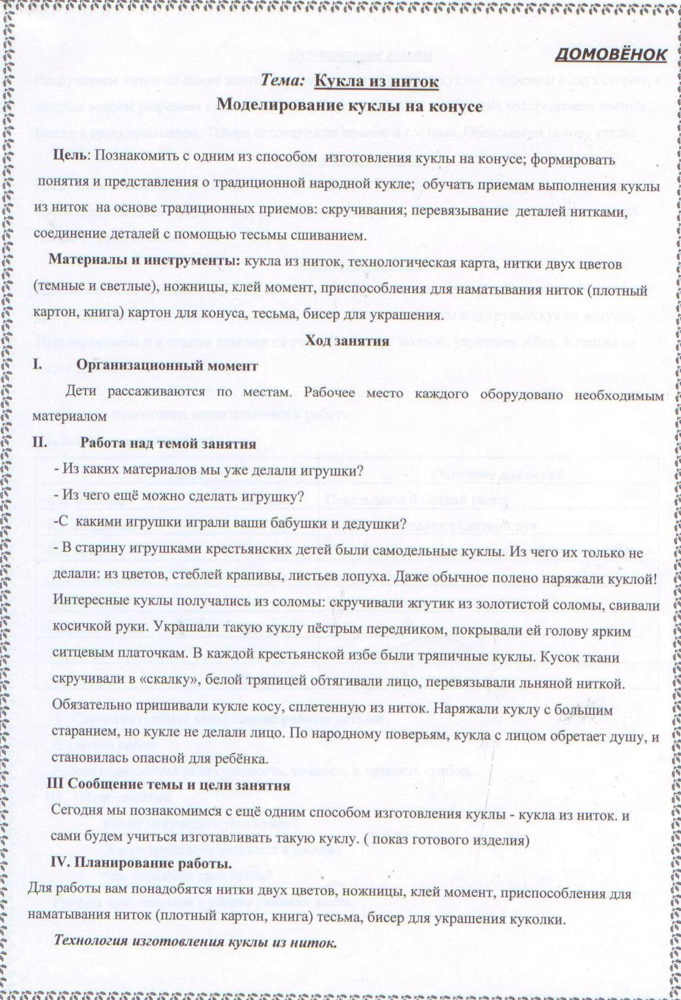 ДОМОВЁНОК
Тема: Кукла из ниток
Моделирование куклы на конусе
Цель: Познакомить с одним из способом изготовления куклы на конусе; формировать
понятия и представления о традиционной народной кукле; обучать приемам выполнения куклы
из ниток на основе традиционных приемов: скручивания; перевязывание деталей нитками,
соединение деталей с помощью тесьмы сшиванием.
Материалы и инструменты: кукла из ниток, технологическая карта, нитки двух цветов
(темные и светлые), ножницы, клей момент, приспособления для наматывания ниток (плотный
картон, книга) картон для конуса, тесьма, бисер для украшения.
Ход занятия
I. Организационный момент
Дети рассаживаются по местам. Рабочее место каждого оборудовано необходимым
материалом
II. Работа над темой занятия
- Из каких материалов мы уже делали игрушки?
- Из чего ещё можно сделать игрушку?
-С какими игрушки играли ваши бабушки и дедушки?
- В старину игрушками крестьянских детей были самодельные куклы. Из чего их только не
делали: из цветов, стеблей крапивы, листьев лопуха. Даже обычное полено наряжали куклой!
Интересные куклы получались из соломы: скручивали жгутик из золотистой соломы, свивали
косичкой руки. Украшали такую куклу пёстрым передником, покрывали ей голову ярким
ситцевым платочкам. В каждой крестьянской избе были тряпичные куклы. Кусок ткани
скручивали в «скалку», белой тряпицей обтягивали лицо, перевязывали льняной ниткой.
Обязательно пришивали кукле косу, сплетенную из ниток. Наряжали куклу с большим
старанием, но кукле не делали лицо. По народному поверьям, кукла с лицом обретает душу, и
становилась опасной для ребёнка.
III Сообщение темы и цели занятия
Сегодня мы познакомимся с ещё одним способом изготовления куклы - кукла из ниток. и
сами будем учиться изготавливать такую куклу. ( показ готового изделия)
IV. Планирование работы.
Для работы вам понадобятся нитки двух цветов, ножницы, клей момент, приспособления для
наматывания ниток (плотный картон, книга) тесьма, бисер для украшения куколки.
Технология изготовления куклы из ниток.